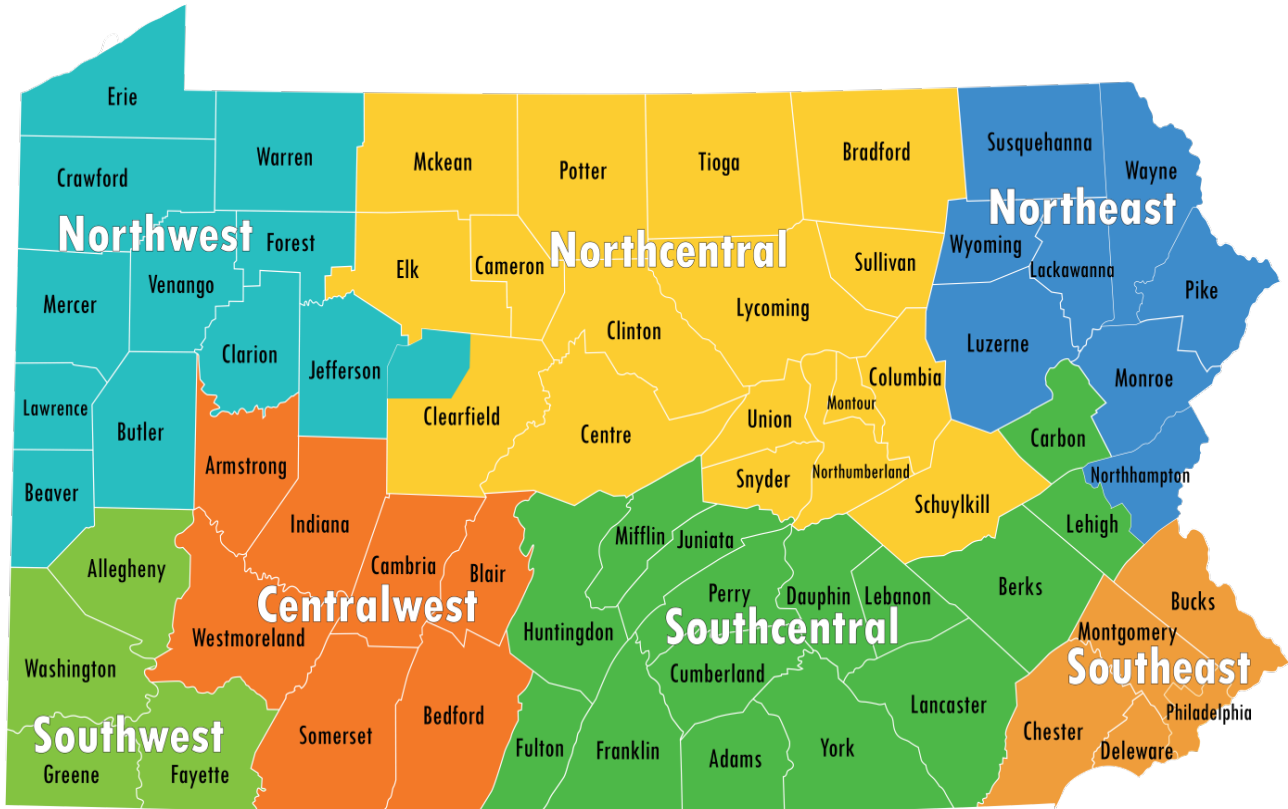 Erie
Crawford
Warren
Mckean
Potter
Tioga
Bradford
Susquehanna
Wayne
Northwest
Forest
Northcentral
Northeast
Venango
Mercer
Elk
Cameron
Sullivan
Wyoming
Lackawanna
Pike
Lycoming
Clinton
Clarion
Jefferson
Luzerne
Columbia
Monroe
Lawrence
Butler
Clearfield
Centre
Union
Montour
Carbon
Armstrong
Beaver
Snyder
Northumberland
Northhampton
Schuylkill
Indiana
Mifflin
Juniata
Lehigh
Allegheny
Cambria
Blair
Perry
Dauphin
Lebanon
Berks
Bucks
Centralwest
Southcentral
Westmoreland
Huntingdon
Montgomery
Washington
Cumberland
Southeast
Southwest
Somerset
Bedford
Lancaster
Philadelphia
Chester
Deleware
Greene
Fayette
Fulton
Franklin
Adams
York